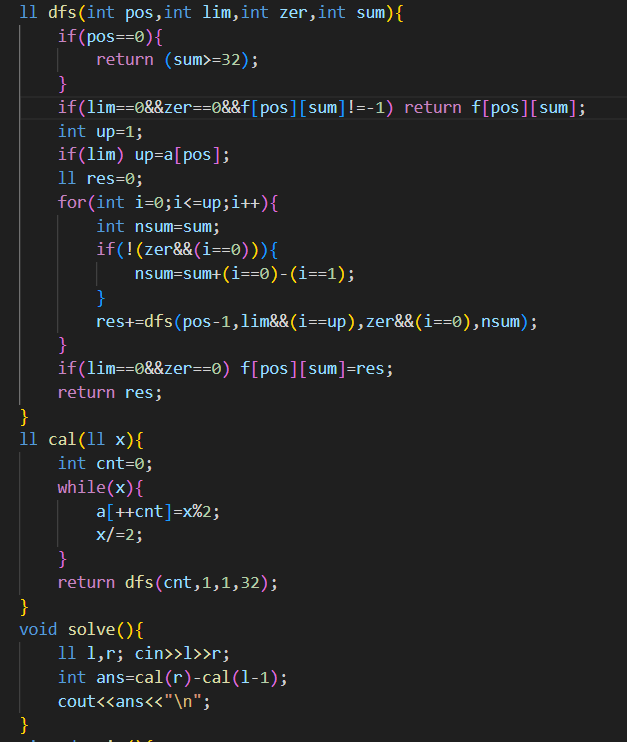 ll dfs(int pos,int lim,int zer,int sum){
    if(pos==0){
        return (sum>=32);
    }
    if(lim==0&&zer==0&&f[pos][sum]!=-1) return f[pos][sum];
    int up=1;
    if(lim) up=a[pos];
    ll res=0;
    for(int i=0;i<=up;i++){
        int nsum=sum;
        if(!(zer&&(i==0))){
            nsum=sum+(i==0)-(i==1);
        }
        res+=dfs(pos-1,lim&&(i==up),zer&&(i==0),nsum);
    }
    if(lim==0&&zer==0) f[pos][sum]=res;
    return res;
}
ll cal(ll x){
    int cnt=0;
    while(x){
        a[++cnt]=x%2;
        x/=2;
    }
    return dfs(cnt,1,1,32);
}
void solve(){
    ll l,r; cin>>l>>r;
    int ans=cal(r)-cal(l-1);
    cout<<ans<<"\n";
}